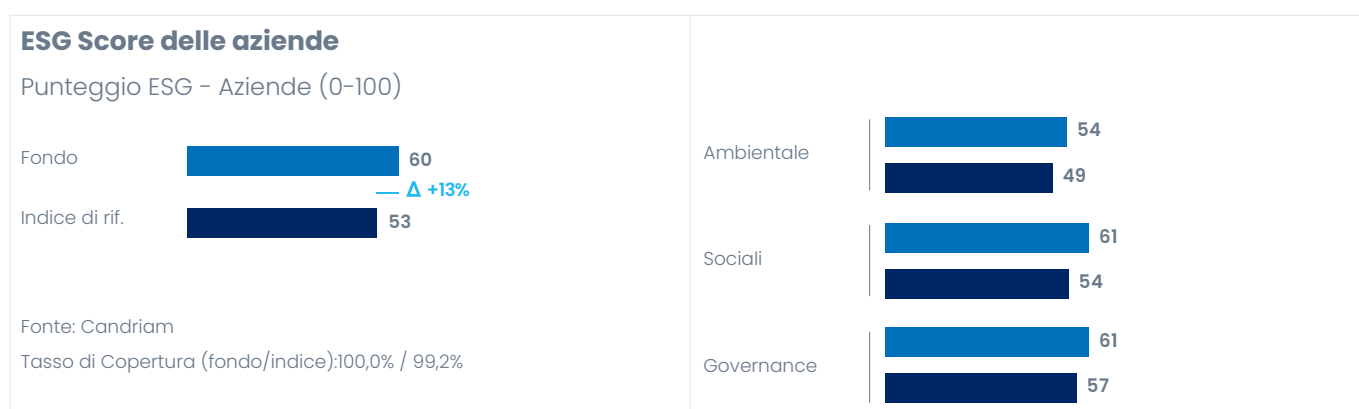 ESG Score delle aziende
Punteggio ESG - Aziende (0-100)
Fondo
60
Δ +13%
Indice di rif.
53
Fonte: Candriam
Tasso di Copertura (fondo/indice):100,0% / 99,2%
Ambientale
54
49
Sociali
61
54
Governance
61
57